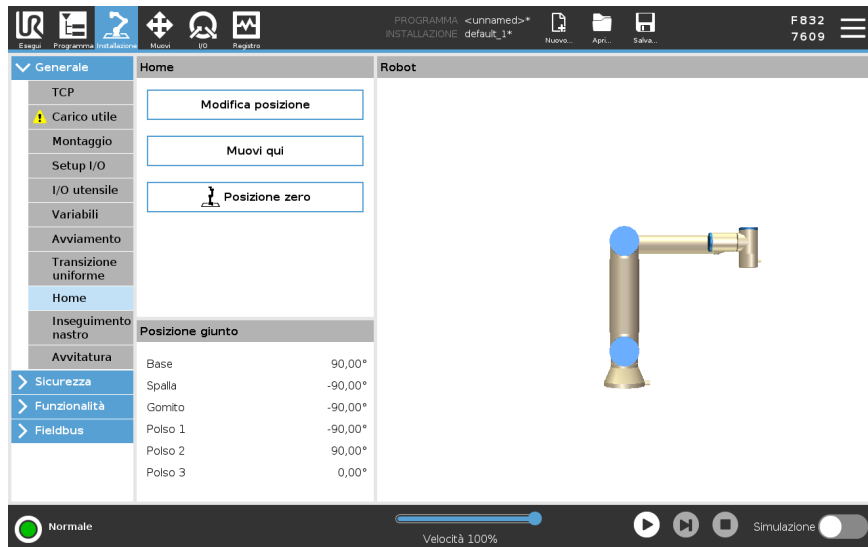 UR
PROGRAMMA <unnamed>*
INSTALLAZIONE default_1*
F832
7609
Esegui Programma Installazione Muovi I/O Registro Nuovo... Apri... Salva...
Generale
TCP
Carico utile
Montaggio
Setup I/O
I/O utensile
Variabili
Avviamento
Transizione
uniforme
Home
Inseguimento
nastro
Avvitatura
Sicurezza
Funzionalità
Fieldbus
Home
Modifica posizione
Muovi qui
Posizione zero
Posizione giunto
Base 90,00°
Spalla -90,00°
Gomito -90,00°
Polso 1 -90,00°
Polso 2 90,00°
Polso 3 0,00°
Robot
Normale
Velocità 100%
Simulazione